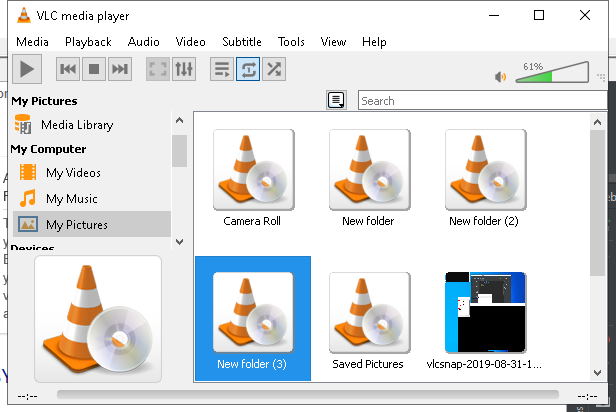 VLC media player
Media Playback Audio Video Subtitle Tools View Help
61%
My Pictures
Search
Media Library
My Computer
My Videos
My Music
My Pictures
Devices
Camera Roll
New folder
New folder (2)
New folder (3)
Saved Pictures
vlcsnap-2019-08-31-1...
--:--
--:--